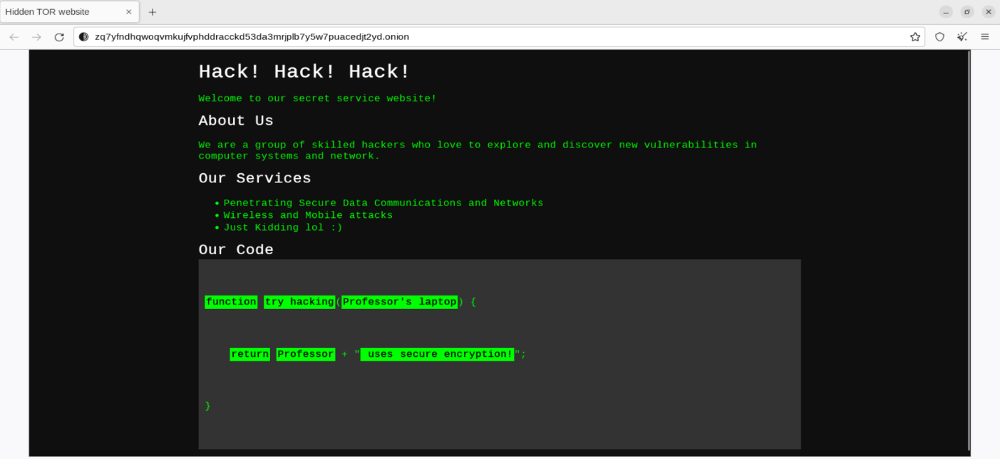 Hidden TOR website
zq7yfndhqwoqvmkujfvphddracckd53da3mrjplb7y5w7puacedjt2yd.onion
Hack! Hack! Hack!
Welcome to our secret service website!
About Us
We are a group of skilled hackers who love to explore and discover new vulnerabilities in
computer systems and network.
Our Services
• Penetrating Secure Data Communications and Networks
• Wireless and Mobile attacks
• Just Kidding lol :)
Our Code
function try hacking(Professor's laptop) {
return Professor + " uses secure encryption!";
}